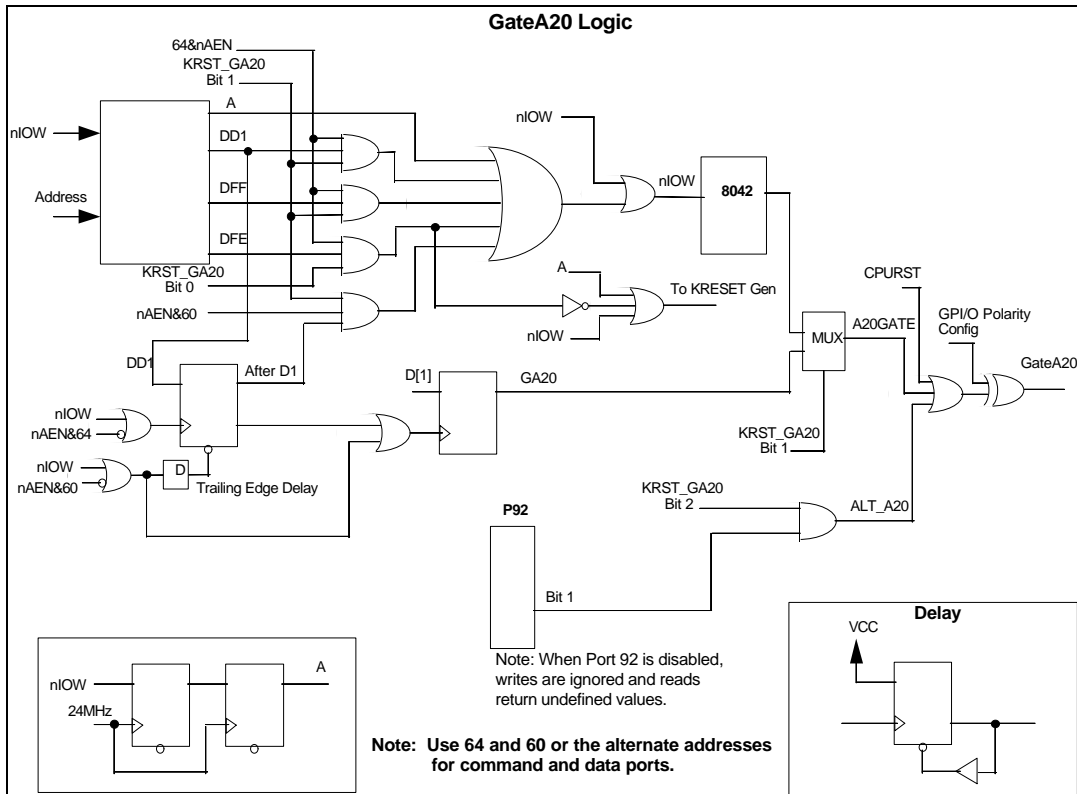 GateA20 Logic
64&nAEN
KRST_GA20
Bit 1
A
nIOW
DD1
nIOW
nIOW
8042
Address
DFF
DFE
KRST_GA20
Bit 0
A
To KRESET Gen
CPURST
nAEN&60
nIOW
MUX
A20GATE
GPI/O Polarity
Config
GateA20
DD1
After D1
D[1]
GA20
nIOW
nAEN&64
KRST_GA20
Bit 1
nIOW
nAEN&60
D
Trailing Edge Delay
KRST_GA20
Bit 2
P92
ALT_A20
Bit 1
Delay
VCC
Note: When Port 92 is disabled,
writes are ignored and reads
return undefined values.
nIOW
A
24MHz
Note: Use 64 and 60 or the alternate addresses
for command and data ports.